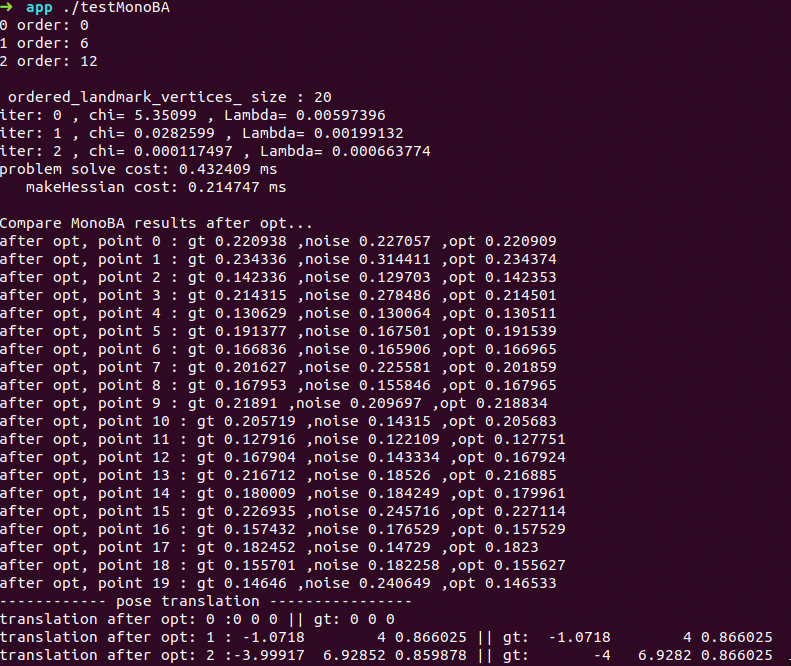 → app ./testMonoBA
0 order: 0
1 order: 6
2 order: 12
ordered_landmark_vertices_ size : 20
iter: 0 , chi= 5.35099 , Lambda= 0.00597396
iter: 1 , chi= 0.0282599 , Lambda= 0.00199132
iter: 2 , chi= 0.000117497 , Lambda= 0.000663774
problem solve cost: 0.432409 ms
makeHessian cost: 0.214747 ms
Compare MonoBA results after opt...
after opt, point 0 : gt 0.220938 ,noise 0.227057 ,opt 0.220909
after opt, point 1 : gt 0.234336 ,noise 0.314411 ,opt 0.234374
after opt, point 2 : gt 0.142336 ,noise 0.129703 ,opt 0.142353
after opt, point 3 : gt 0.214315 ,noise 0.278486 ,opt 0.214501
after opt, point 4 : gt 0.130629 ,noise 0.130064 ,opt 0.130511
after opt, point 5 : gt 0.191377 ,noise 0.167501 ,opt 0.191539
after opt, point 6 : gt 0.166836 ,noise 0.165906 ,opt 0.166965
after opt, point 7 : gt 0.201627 ,noise 0.225581 ,opt 0.201859
after opt, point 8 : gt 0.167953 ,noise 0.155846 ,opt 0.167965
after opt, point 9 : gt 0.21891 ,noise 0.209697 ,opt 0.218834
after opt, point 10 : gt 0.205719 ,noise 0.14315 ,opt 0.205683
after opt, point 11 : gt 0.127916 ,noise 0.122109 ,opt 0.127751
after opt, point 12 : gt 0.167904 ,noise 0.143334 ,opt 0.167924
after opt, point 13 : gt 0.216712 ,noise 0.18526 ,opt 0.216885
after opt, point 14 : gt 0.180009 ,noise 0.184249 ,opt 0.179961
after opt, point 15 : gt 0.226935 ,noise 0.245716 ,opt 0.227114
after opt, point 16 : gt 0.157432 ,noise 0.176529 ,opt 0.157529
after opt, point 17 : gt 0.182452 ,noise 0.14729 ,opt 0.1823
after opt, point 18 : gt 0.155701 ,noise 0.182258 ,opt 0.155627
after opt, point 19 : gt 0.14646 ,noise 0.240649 ,opt 0.146533
------------ pose translation ----------------
translation after opt: 0 :0 0 0 || gt: 0 0 0
translation after opt: 1 : -1.0718        4 0.866025 || gt:  -1.0718        4 0.866025
translation after opt: 2 :-3.99917  6.92852 0.859878 || gt:       -4   6.9282 0.866025